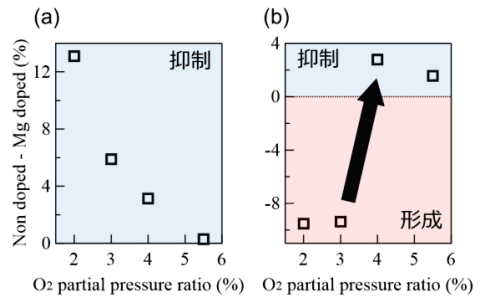 (a)
(b)
Non doped - Mg doped (%)
抑制
12
8
4
0
2 3 4 5 6
O2 partial pressure ratio (%)
抑制
形成
4
0
-4
-8
2 3 4 5 6
O2 partial pressure ratio (%)